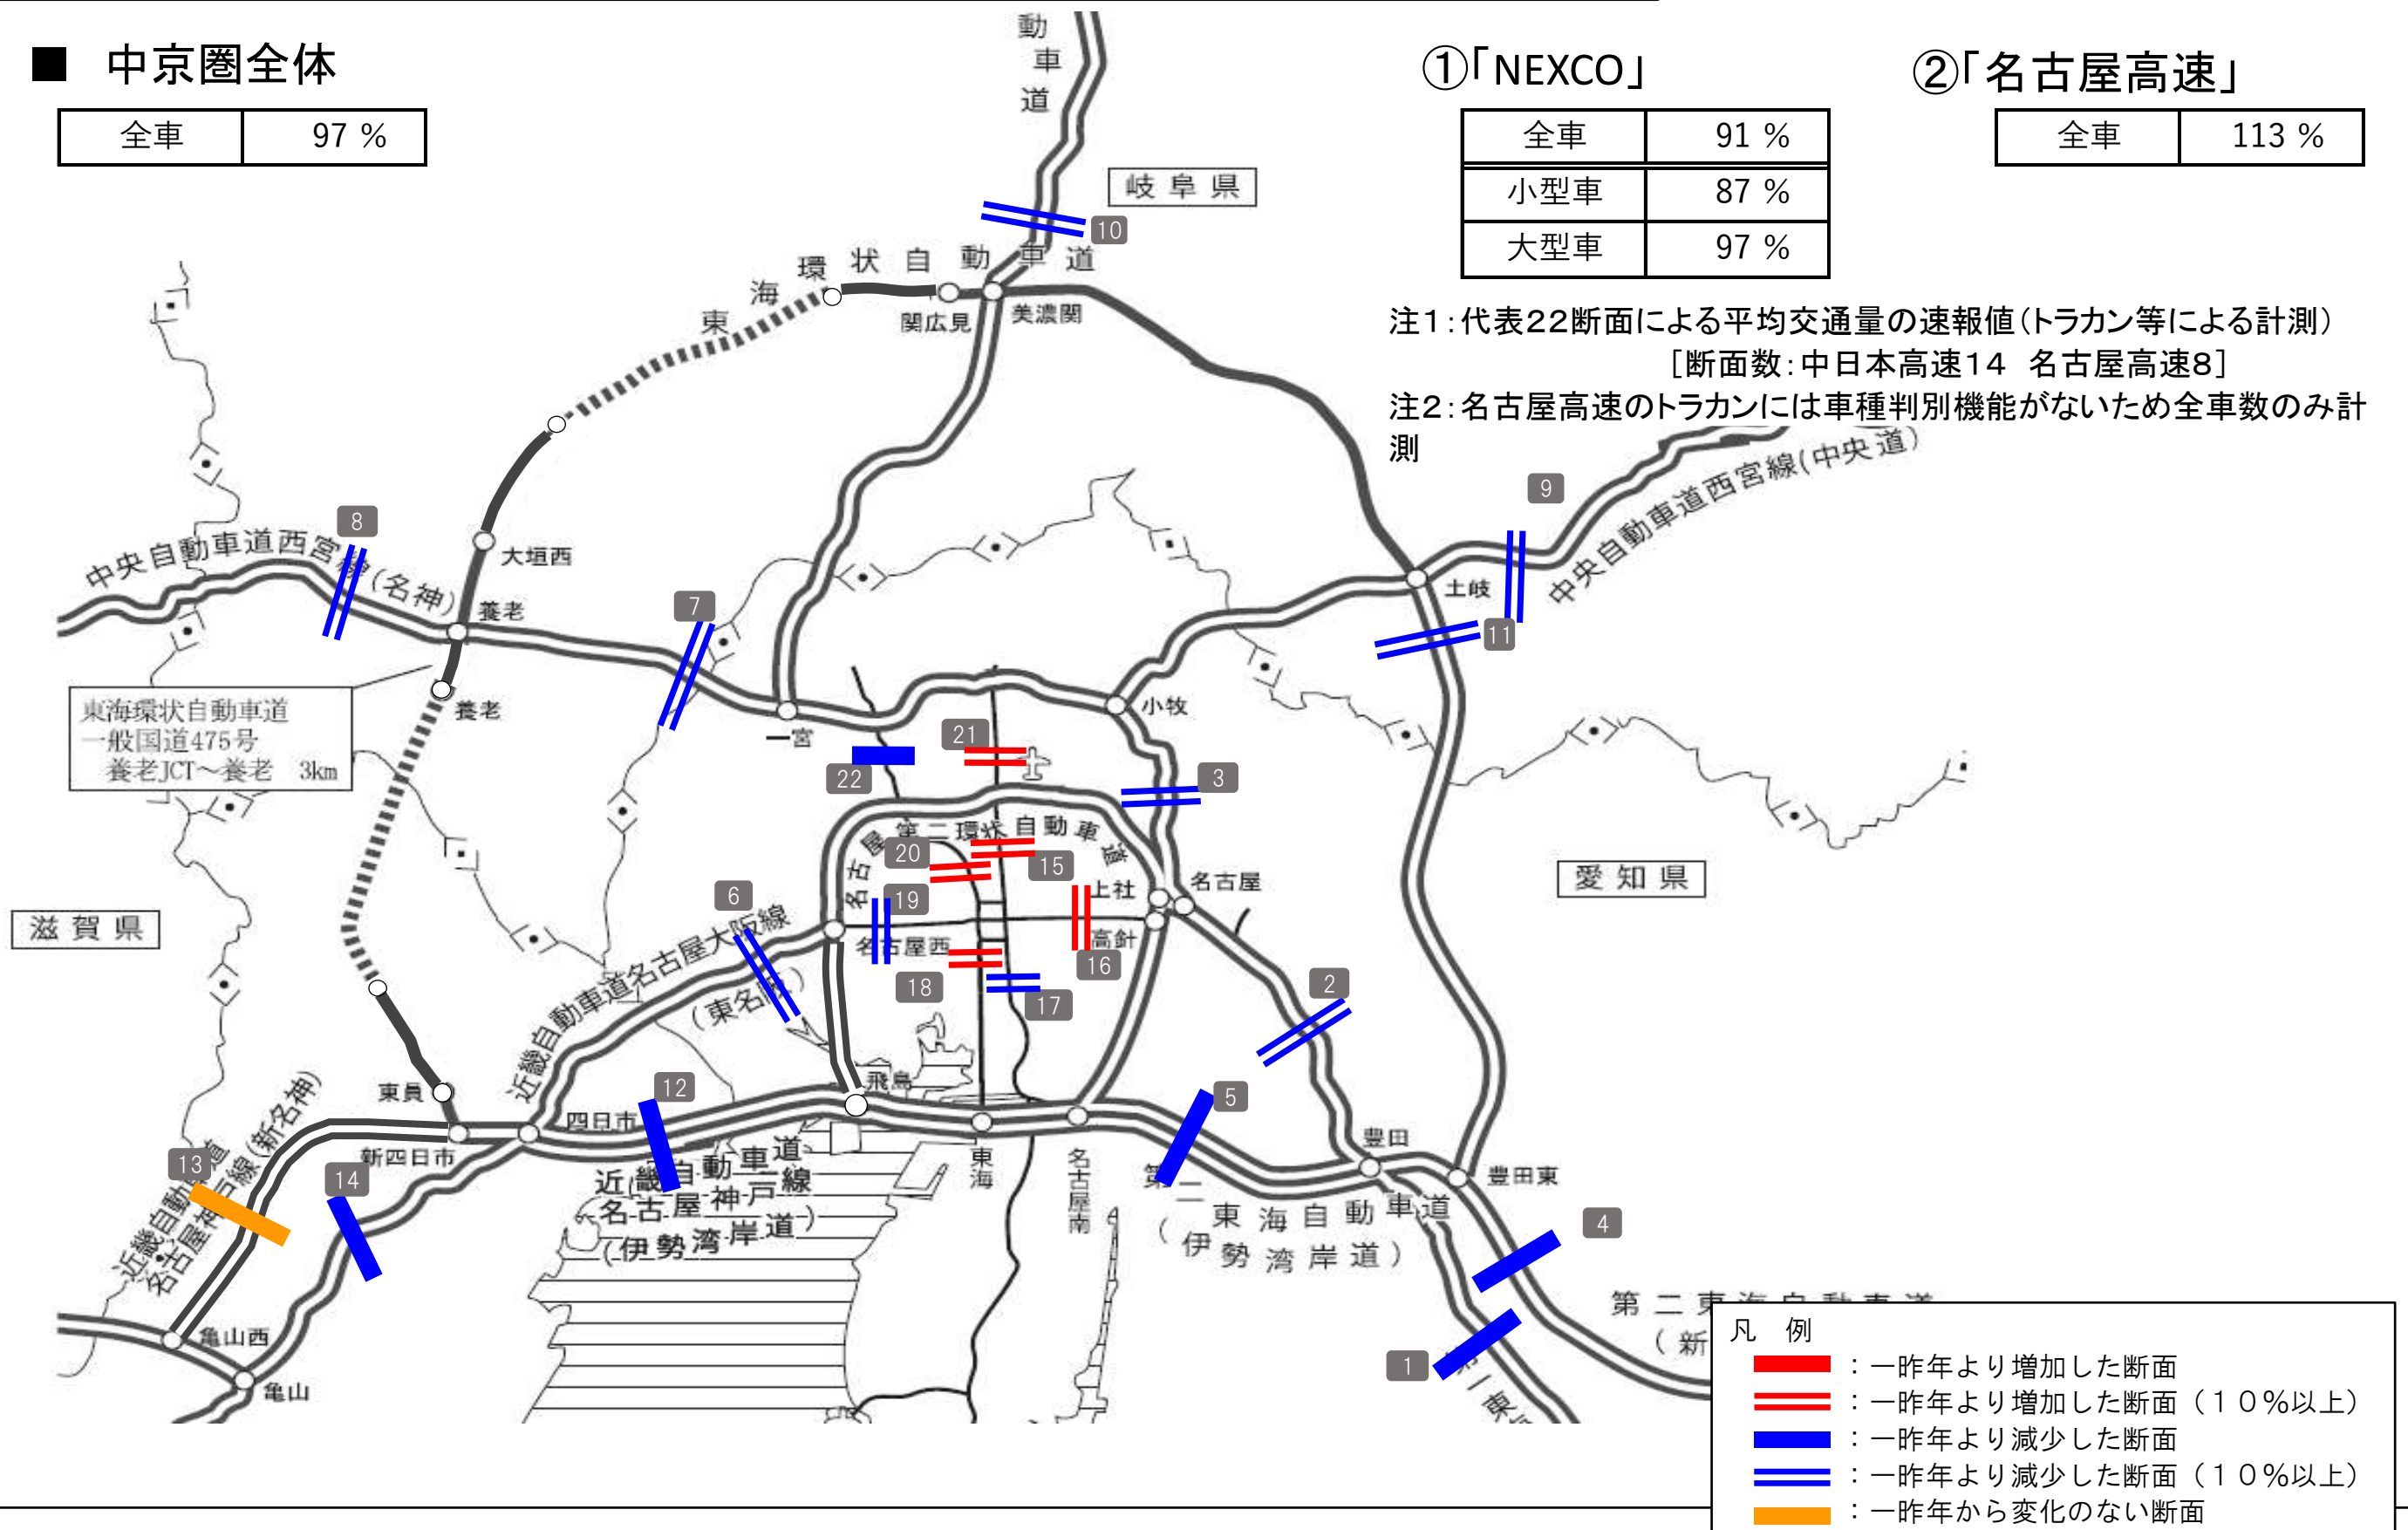 ■ 中京圏全体
全車 97 %
①「NEXCO」
全車 91 %
小型車 87 %
大型車 97 %
②「名古屋高速」
全車 113 %
注1：代表22断面による平均交通量の速報値（トラカン等による計測）
［断面数：中日本高速14 名古屋高速8］
注2：名古屋高速のトラカンには車種判別機能がないため全車数のみ計
測
動車道
岐阜県
10
東海環状自動車道
関広見
美濃関
9
中央自動車道西宮線(中央道)
8
中央自動車道西宮線(名神)
大垣西
養老
7
土岐
11
養老
東海環状自動車道
一般国道475号
養老JCT～養老 3km
一宮
小牧
21
22
3
名古屋第二環状自動車道
20
15
上社
名古屋
愛知県
滋賀県
6
19
名古屋西
高針
16
近畿自動車道名古屋大阪線
(東名阪)
18
17
2
飛島
東員
12
5
四日市
新四日市
近畿自動車道
名古屋神戸線(新名神)
13
14
近畿自動車道
名古屋神戸線
(伊勢湾岸道)
東海
名古屋南
豊田
豊田東
第二東海自動車道
(伊勢湾岸道)
4
亀山西
亀山
1
第二東海自動車道
(新
第一東
凡 例
：一昨年より増加した断面
：一昨年より増加した断面（１０％以上）
：一昨年より減少した断面
：一昨年より減少した断面（１０％以上）
：一昨年から変化のない断面